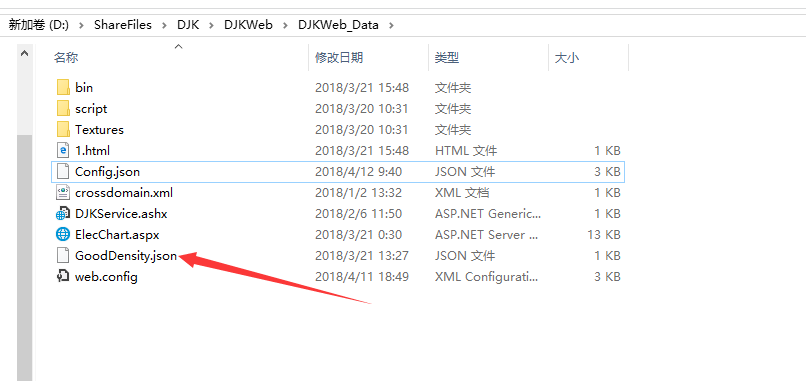 新加卷 (D:) > ShareFiles > DJK > DJKWeb > DJKWeb_Data >
名称 修改日期 类型 大小
bin 2018/3/21 15:48 文件夹
script 2018/3/20 10:31 文件夹
Textures 2018/3/20 10:31 文件夹
1.html 2018/3/21 15:48 HTML 文件 1 KB
Config.json 2018/4/12 9:40 JSON 文件 3 KB
crossdomain.xml 2018/1/2 13:32 XML 文档 1 KB
DJKService.ashx 2018/2/6 11:50 ASP.NET Generic... 1 KB
ElecChart.aspx 2018/3/21 0:30 ASP.NET Server ... 13 KB
GoodDensity.json 2018/3/21 13:27 JSON 文件 1 KB
web.config 2018/4/11 18:49 XML Configurati... 3 KB